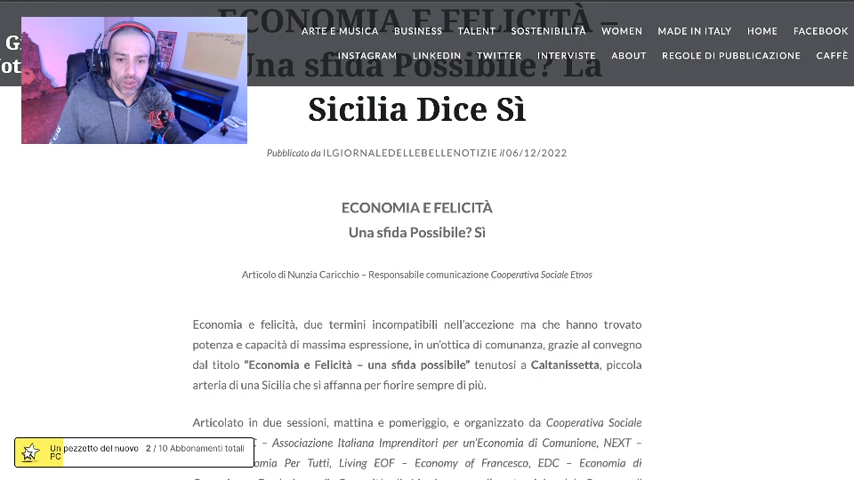 ECONOMIA E FELICITÀ –
ARTE E MUSICA BUSINESS TALENT SOSTENIBILITÀ WOMEN MADE IN ITALY HOME FACEBOOK
INSTAGRAM LINKEDIN TWITTER INTERVISTE ABOUT REGOLE DI PUBBLICAZIONE CAFFÈ
Una sfida Possibile? La
Sicilia Dice Sì
Pubblicato da ILGIORNALEDELLEBELLENOTIZIE il 06/12/2022
ECONOMIA E FELICITÀ
Una sfida Possibile? Sì
Articolo di Nunzia Caricchio – Responsabile comunicazione Cooperativa Sociale Etnos
Economia e felicità, due termini incompatibili nell'accezione ma che hanno trovato
potenza e capacità di massima espressione, in un'ottica di comunanza, grazie al convegno
dal titolo “Economia e Felicità – una sfida possibile” tenutosi a Caltanissetta, piccola
arteria di una Sicilia che si affanna per fiorire sempre di più.
Articolato in due sessioni, mattina e pomeriggio, e organizzato da Cooperativa Sociale
– Associazione Italiana Imprenditori per un'Economia di Comunione, NEXT –
Per Tutti, Living EOF – Economy of Francesco, EDC – Economia di
Un pezzetto del nuovo 2 / 10 Abbonamenti totali
PC